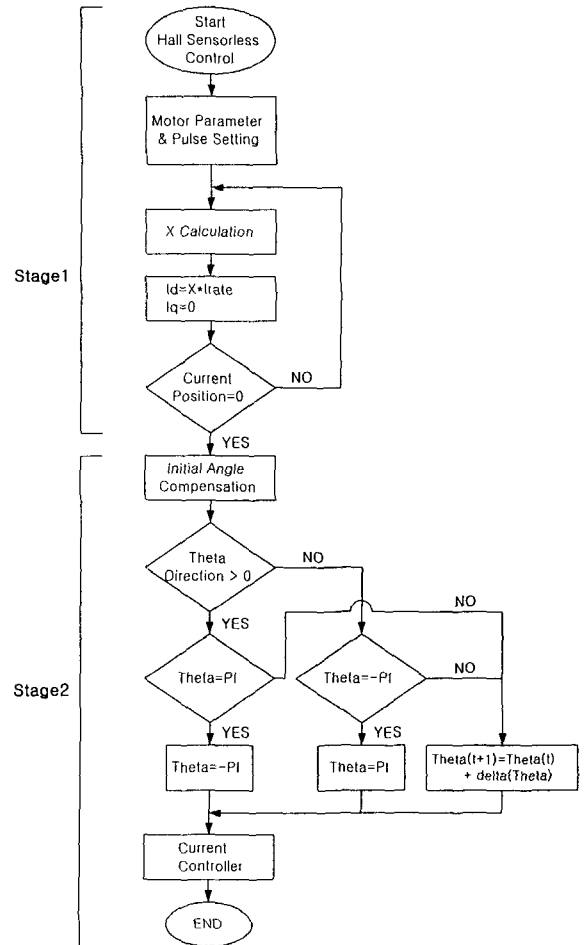 Start
Hall Sensorless
Control
Motor Parameter
& Pulse Setting
X Calculation
Stage1
Id=X*Irate
Iq=0
Current
Position=0
NO
YES
Initial Angle
Compensation
Theta
Direction > 0
NO
YES
NO
Stage2
Theta=PI
Theta=-PI
NO
YES
YES
Theta=-PI
Theta=PI
Theta(t+1)=Theta(t)
+ delta(Theta)
Current
Controller
END